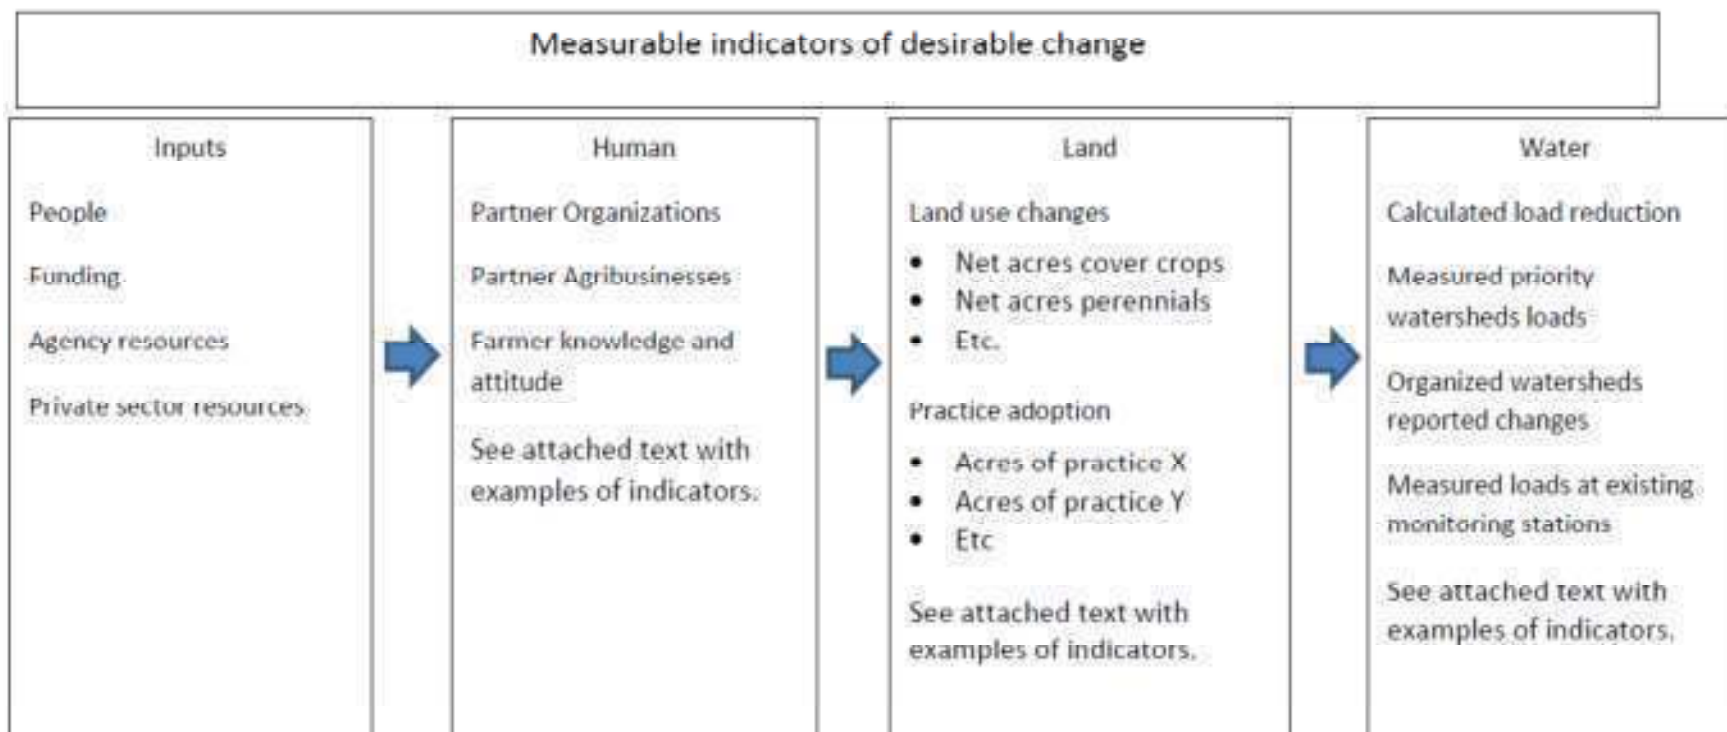 Measurable indicators of desirable change
Inputs
People
Funding
Agency resources
Private sector resources
Human
Partner Organizations
Partner Agribusinesses
Farmer knowledge and
attitude
See attached text with
examples of indicators.
Land
Land use changes
• Net acres cover crops
• Net acres perennials
• Etc.
Practice adoption
• Acres of practice X
• Acres of practice Y
• Etc
See attached text with
examples of indicators.
Water
Calculated load reduction
Measured priority
watersheds loads
Organized watersheds
reported changes
Measured loads at existing
monitoring stations
See attached text with
examples of indicators.